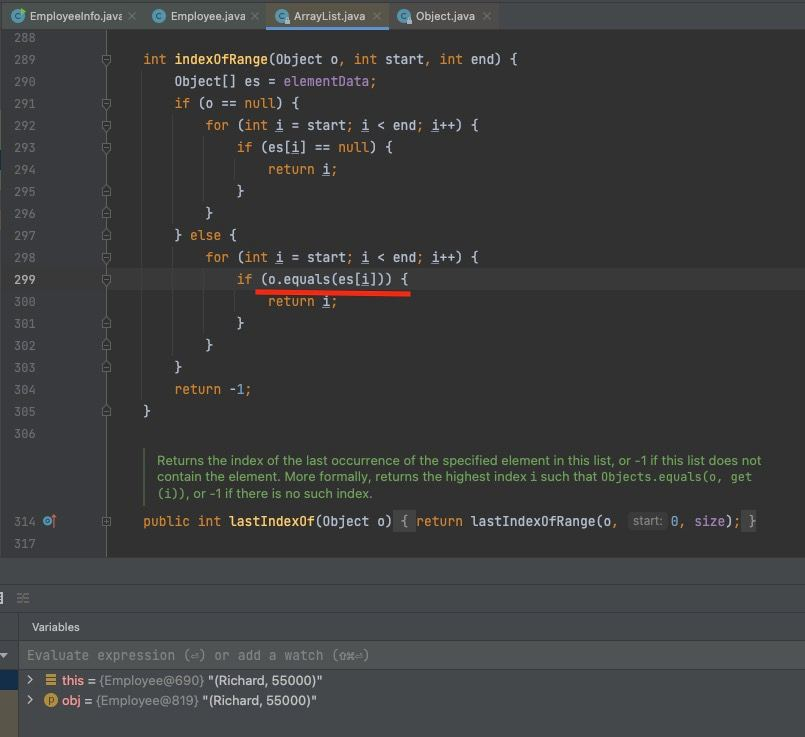 EmployeeInfo.java Employee.java ArrayList.java Object.java
288
289 int indexOfRange(Object o, int start, int end) {
290 Object[] es = elementData;
291 if (o == null) {
292 for (int i = start; i < end; i++) {
293 if (es[i] == null) {
294 return i;
295 }
296 }
297 } else {
298 for (int i = start; i < end; i++) {
299 if (o.equals(es[i])) {
300 return i;
301 }
302 }
303 }
304 return -1;
305 }
306
Returns the index of the last occurrence of the specified element in this list, or -1 if this list does not
contain the element. More formally, returns the highest index i such that Objects.equals(o, get
(i)), or -1 if there is no such index.
314 public int lastIndexOf(Object o) { return lastIndexOfRange(o, start: 0, size); }
317
Variables
Evaluate expression (⏎) or add a watch (⇧⌘⏎)
this = {Employee@690} "(Richard, 55000)"
p obj = {Employee@819} "(Richard, 55000)"